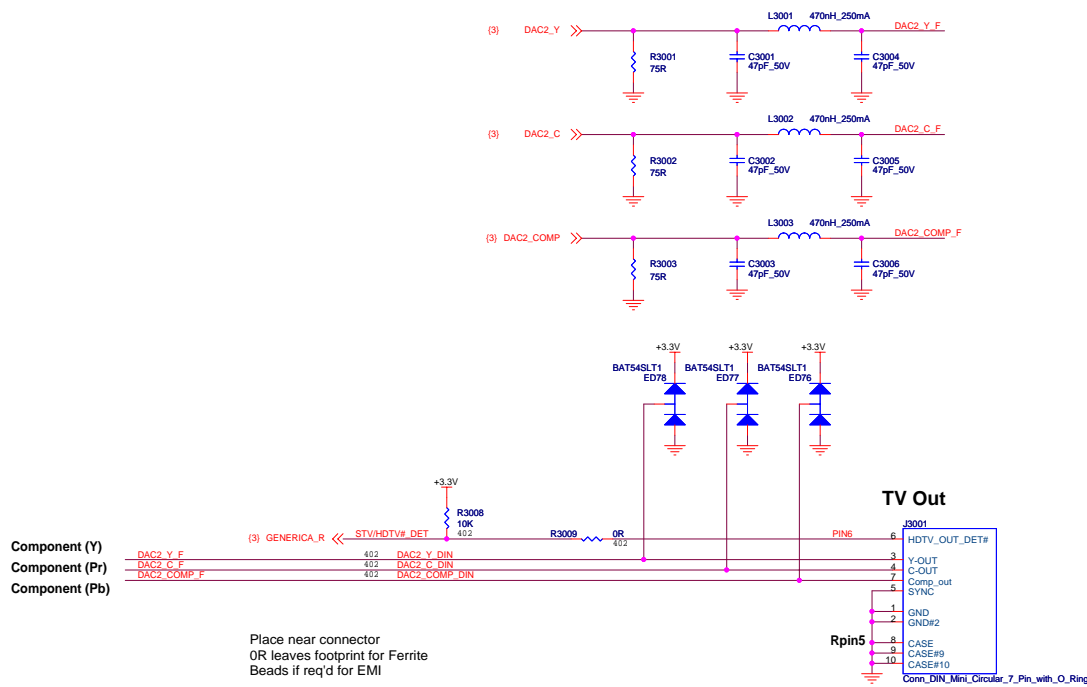 L3001 470nH_250mA
{3} DAC2_Y DAC2_Y_F
R3001
75R
C3001
47pF_50V
C3004
47pF_50V
L3002 470nH_250mA
{3} DAC2_C DAC2_C_F
R3002
75R
C3002
47pF_50V
C3005
47pF_50V
L3003 470nH_250mA
{3} DAC2_COMP DAC2_COMP_F
R3003
75R
C3003
47pF_50V
C3006
47pF_50V
+3.3V +3.3V +3.3V
BAT54SLT1
ED78
BAT54SLT1
ED77
BAT54SLT1
ED76
+3.3V
R3008
10K
402
TV Out
J3001
{3} GENERICA_R STV/HDTV#_DET R3009 0R PIN6 6 HDTV_OUT_DET#
402
Component (Y)
DAC2_Y_F 402 DAC2_Y_DIN 3 Y-OUT
Component (Pr)
DAC2_C_F 402 DAC2_C_DIN 4 C-OUT
DAC2_COMP_F 402 DAC2_COMP_DIN 7 Comp_out
Component (Pb)
5 SYNC
1 GND
2 GND#2
Rpin5
8 CASE
9 CASE#9
10 CASE#10
Conn_DIN_Mini_Circular_7_Pin_with_O_Ring
Place near connector
0R leaves footprint for Ferrite
Beads if req'd for EMI